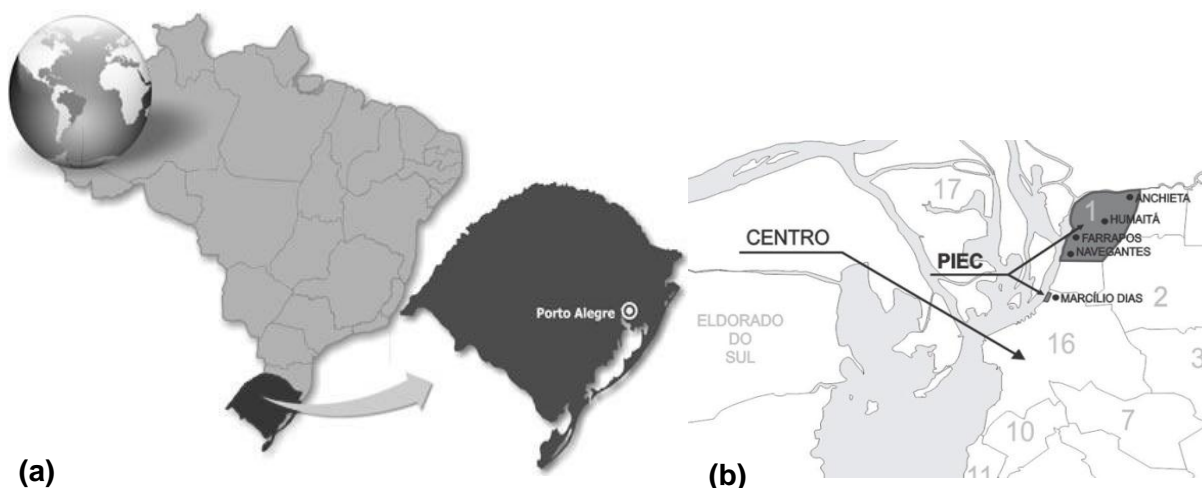 Porto Alegre
(a)
17
1
ANCHIETA
HUMAITÁ
FARRAPOS
NAVEGANTES
CENTRO
PIEC
MARCÍLIO DIAS
2
ELDORADO
DO
SUL
16
3
7
10
11
(b)